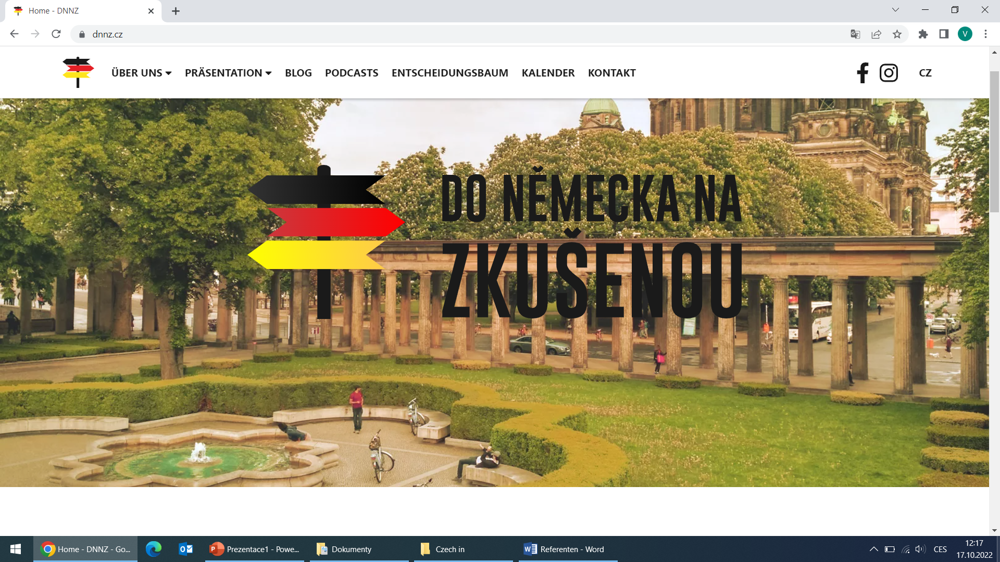 Home - DNNZ
dnnz.cz
V
ÜBER UNS
PRÄSENTATION
BLOG
PODCASTS
ENTSCHEIDUNGSBAUM
KALENDER
KONTAKT
CZ
DO NĚMECKA NA
ZKUŠENOU
Home - DNNZ - Go...
Prezentace1 - Powe...
Dokumenty
Czech in
Referenten - Word
CES
12:17
17.10.2022